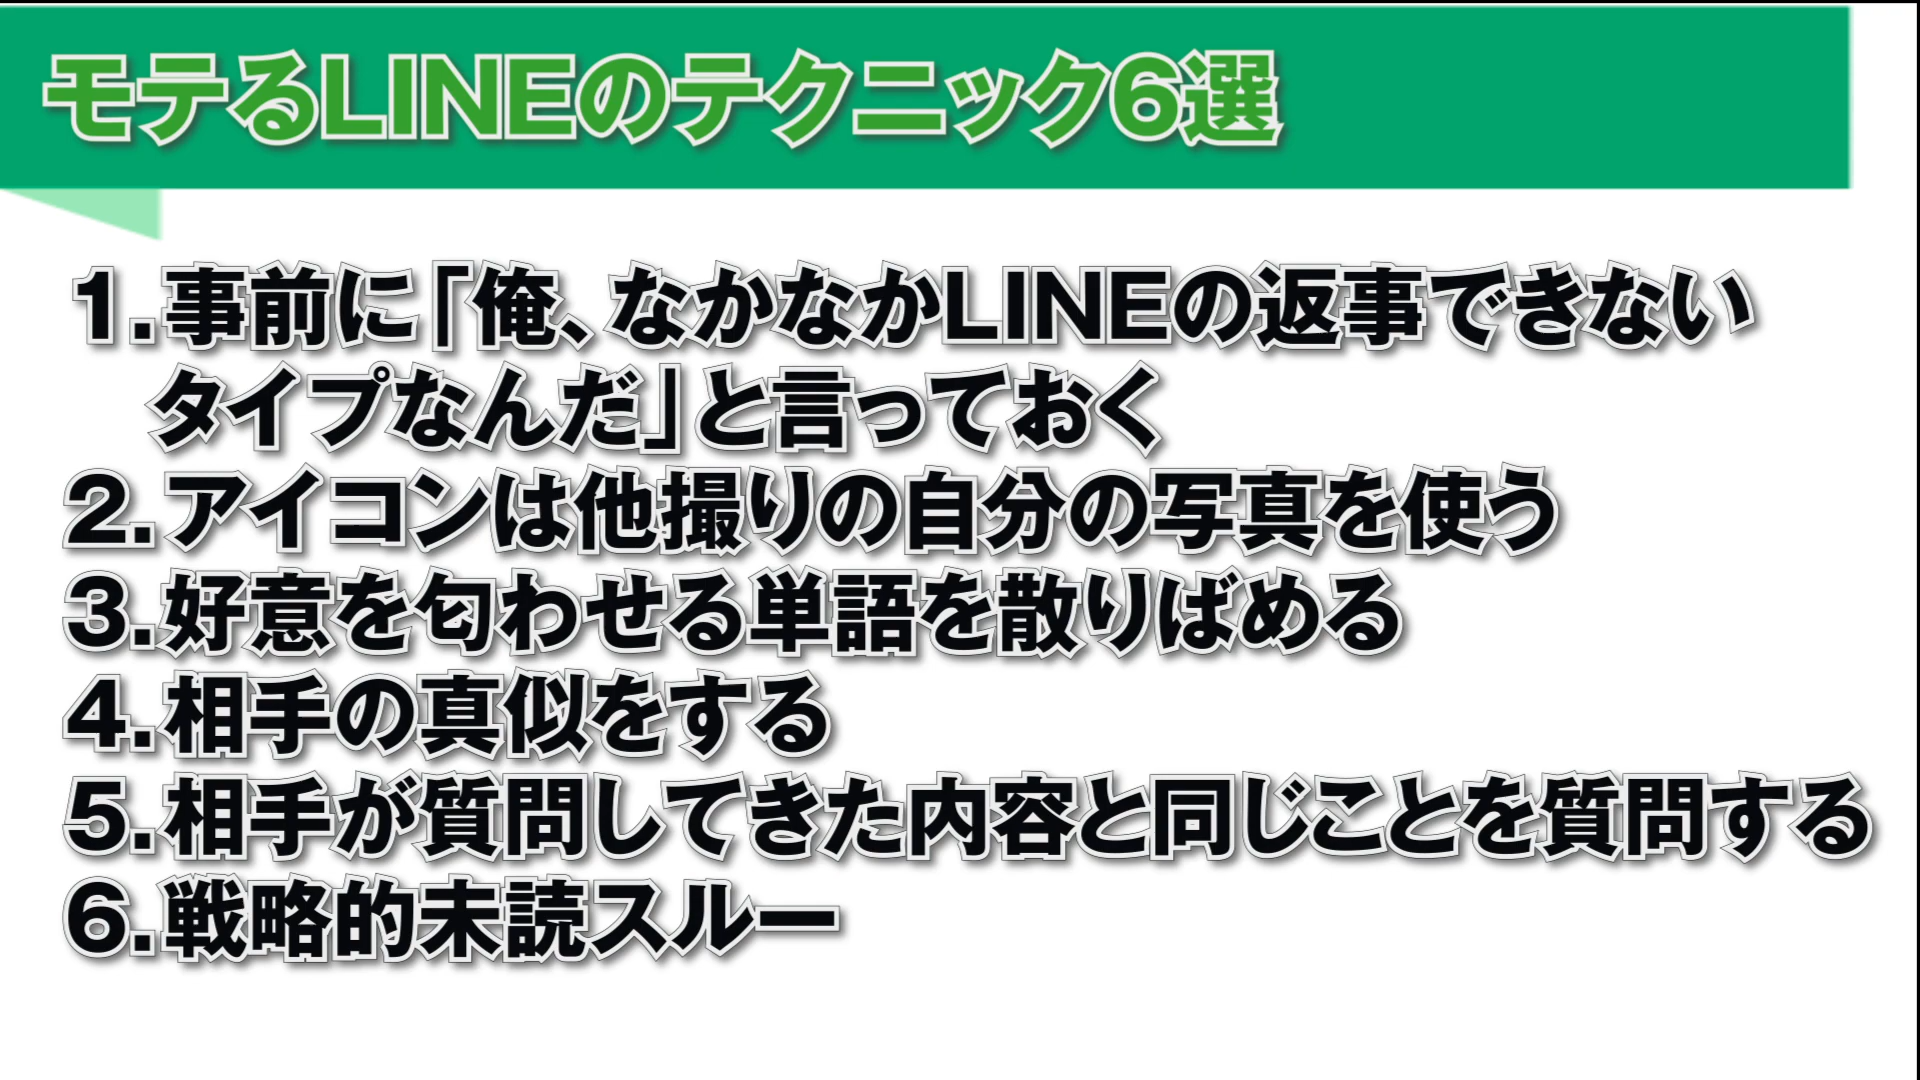 モテるLINEのテクニック6選
1.事前に「俺、なかなかLINEの返事できない
タイプなんだ」と言っておく
2.アイコンは他撮りの自分の写真を使う
3.好意を匂わせる単語を散りばめる
4.相手の真似をする
5.相手が質問してきた内容と同じことを質問する
6.戦略的未読スルー